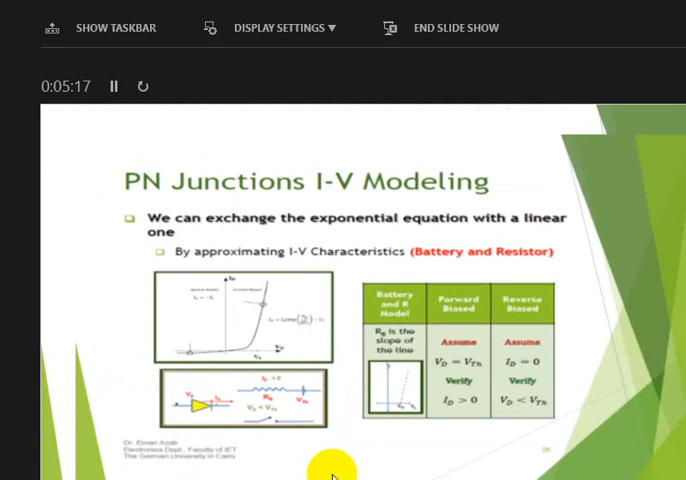 SHOW TASKBAR
DISPLAY SETTINGS ▼
END SLIDE SHOW
0:05:17
PN Junctions I-V Modeling
We can exchange the exponential equation with a linear
one
By approximating I-V Characteristics (Battery and Resistor)
Battery
and R
Model
Forward
Biased
Reverse
Biased
R_B is the
slope of
the line
Assume
V_D = V_Th
Verify
I_D > 0
Assume
I_D = 0
Verify
V_D < V_Th
Dr. Eman Azab
Electronics Dept., Faculty of IET
The German University in Cairo
26